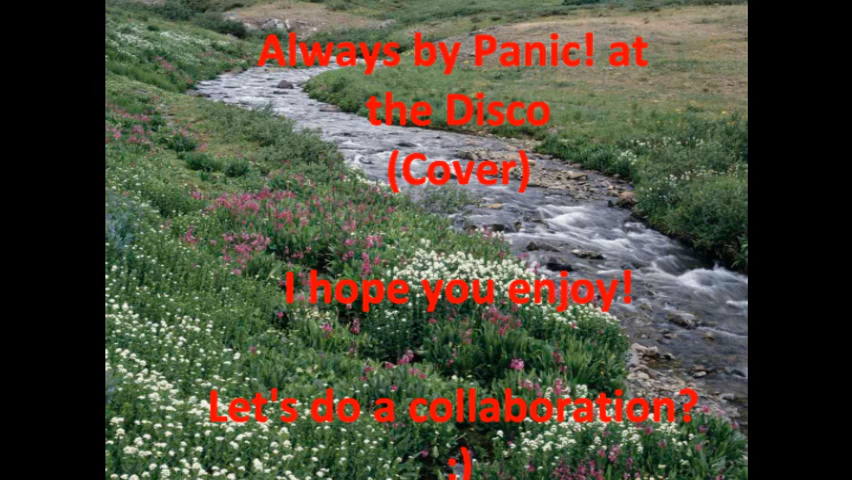 Always by Panic! at
the Disco
(Cover)
I hope you enjoy!
Let's do a collaboration?
:)